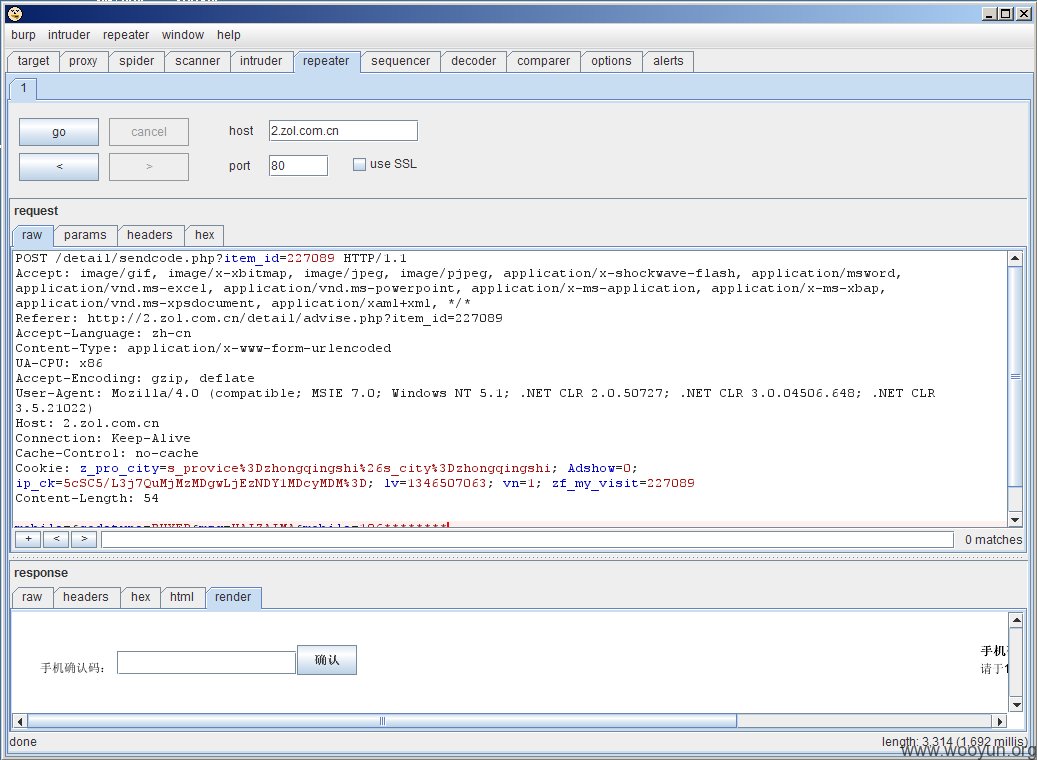 burp intruder repeater window help
target proxy spider scanner intruder repeater sequencer decoder comparer options alerts
1
go cancel host 2.zol.com.cn
< > port 80 use SSL
request
raw params headers hex
POST /detail/sendcode.php?item_id=227089 HTTP/1.1
Accept: image/gif, image/x-xbitmap, image/jpeg, image/pjpeg, application/x-shockwave-flash, application/msword,
application/vnd.ms-excel, application/vnd.ms-powerpoint, application/x-ms-application, application/x-ms-xbap,
application/vnd.ms-xpsdocument, application/xaml+xml, */*
Referer: http://2.zol.com.cn/detail/advise.php?item_id=227089
Accept-Language: zh-cn
Content-Type: application/x-www-form-urlencoded
UA-CPU: x86
Accept-Encoding: gzip, deflate
User-Agent: Mozilla/4.0 (compatible; MSIE 7.0; Windows NT 5.1; .NET CLR 2.0.50727; .NET CLR 3.0.04506.648; .NET CLR
3.5.21022)
Host: 2.zol.com.cn
Connection: Keep-Alive
Cache-Control: no-cache
Cookie: z_pro_city=s_provice%3Dzhongqingshi%26s_city%3Dzhongqingshi; Adshow=0;
ip_ck=5cSC5/L3j7QuMjMzMDgwLjEzNDY1MDcyMDM%3D; lv=1346507063; vn=1; zf_my_visit=227089
Content-Length: 54
+ < > 0 matches
response
raw headers hex html render
手机确认码： 确认
手机
请于1
done length: 3,314 (1,692 millis)
www.wooyun.org